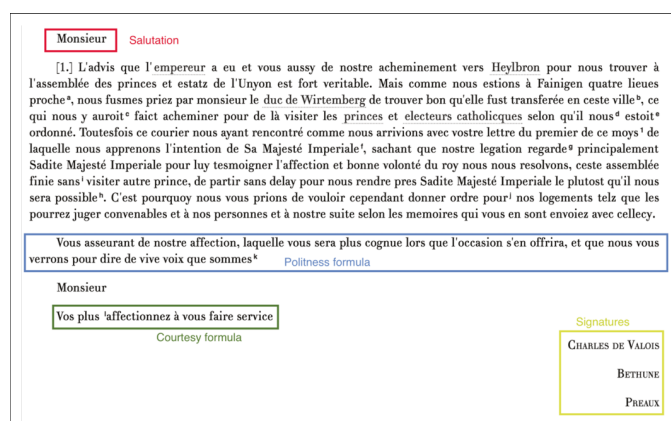 Monsieur Salutation
[1.] L'advis que l'empereur a eu et vous aussy de nostre acheminement vers Heylbron pour nous trouver à
l'assemblée des princes et estatz de l'Unyon est fort veritable. Mais comme nous estions à Fainigen quatre lieues
proche a, nous fusmes priez par monsieur le duc de Wirtemberg de trouver bon qu'elle fust transferée en ceste ville b, ce
qui nous y auroit c faict acheminer pour de là visiter les princes et electeurs catholicques selon qu'il nous d estoit e
ordonné. Toutesfois ce courier nous ayant rencontré comme nous arrivions avec vostre lettre du premier de ce moys 1 de
laquelle nous apprenons l'intention de Sa Majesté Imperiale f, sachant que nostre legation regarde g principalement
Sadite Majesté Imperiale pour luy tesmoigner l'affection et bonne volonté du roy nous nous resolvons, ceste assemblée
finie sans i visiter autre prince, de partir sans delay pour nous rendre pres Sadite Majesté Imperiale le plutost qu'il nous
sera possible h. C'est pourquoy nous vous prions de vouloir cependant donner ordre pour j nos logements telz que les
pourrez juger convenables et à nos personnes et à nostre suite selon les memoires qui vous en sont envoiez avec cellecy.
Vous asseurant de nostre affection, laquelle vous sera plus cognue lors que l'occasion s'en offrira, et que nous vous
verrons pour dire de vive voix que sommes k Politness formula
Monsieur
Vos plus l affectionnez à vous faire service
Courtesy formula
Signatures
CHARLES DE VALOIS
BETHUNE
PREAUX